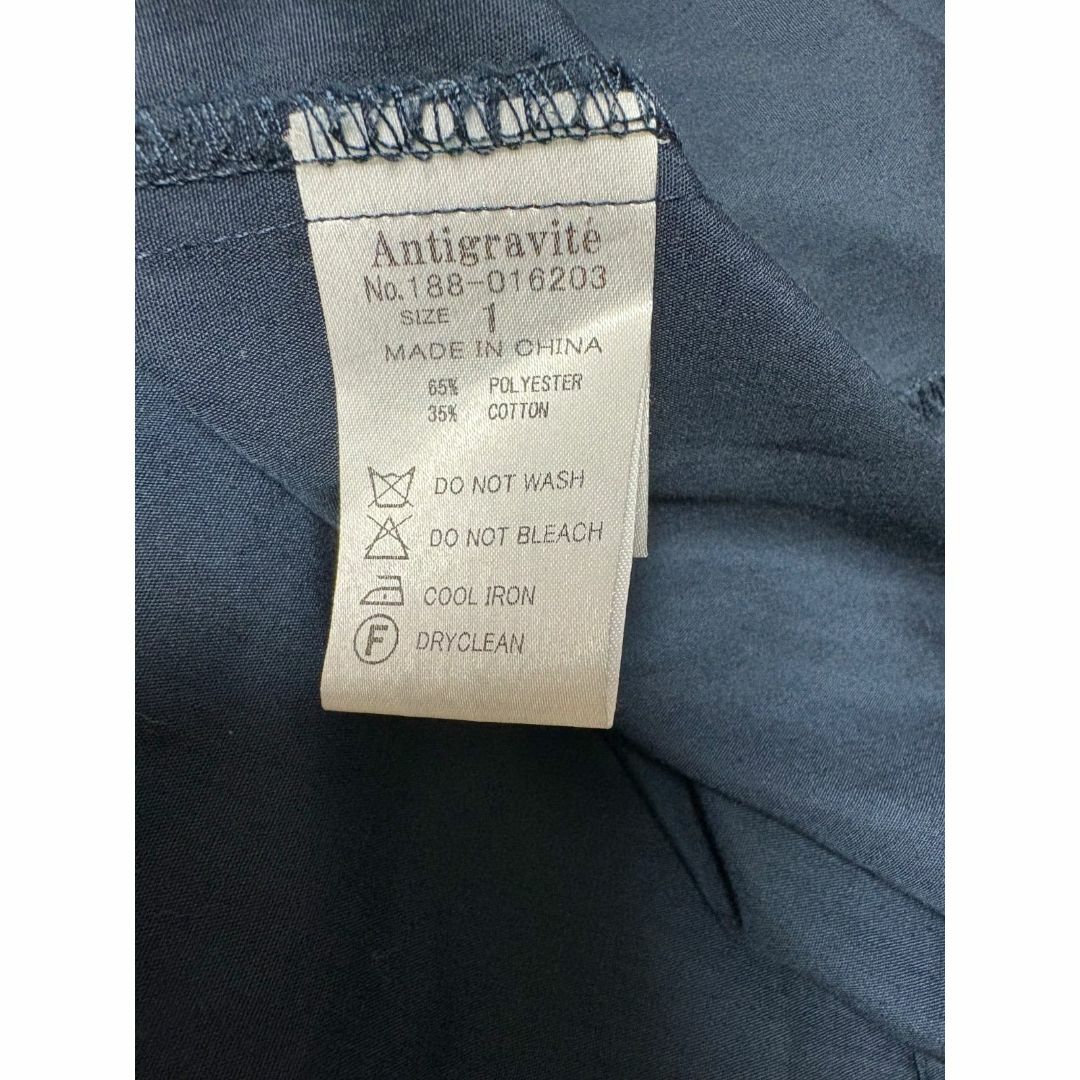 Antigravité
No.188-016203
SIZE 1
MADE IN CHINA
65% POLYESTER
35% COTTON
DO NOT WASH
DO NOT BLEACH
COOL IRON
F DRYCLEAN